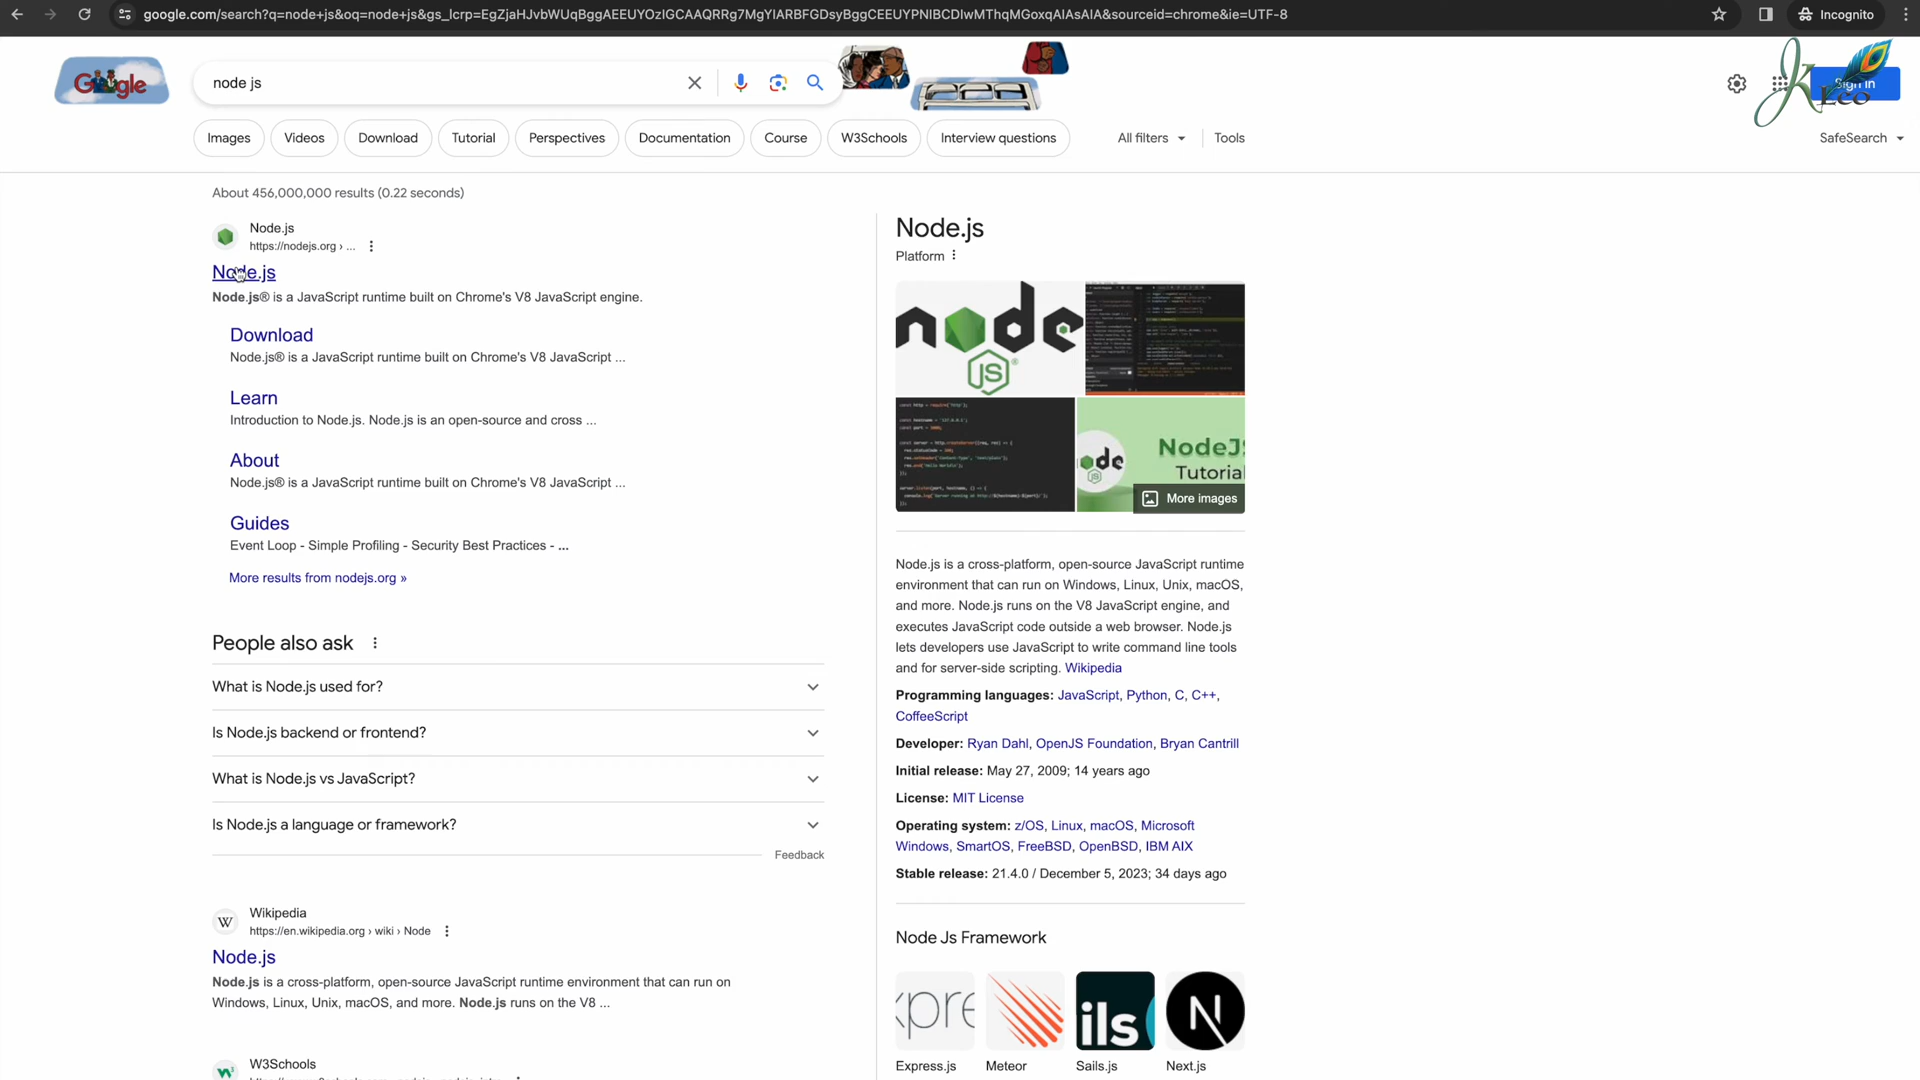 google.com/search?q=node+js&oq=node+js&gs_lcrp=EgZjaHJvbWUqBggAEEUYOzIGCAAQRRg7MgYIARBFGDsyBggCEEUYPNIBCDIwMThqMGoxqAIAsAIA&sourceid=chrome&ie=UTF-8
Incognito
Google
node js
Sign in
K Leo
Images
Videos
Download
Tutorial
Perspectives
Documentation
Course
W3Schools
Interview questions
All filters
Tools
SafeSearch
About 456,000,000 results (0.22 seconds)
Node.js
https://nodejs.org › ...
Node.js
Node.js® is a JavaScript runtime built on Chrome's V8 JavaScript engine.
Download
Node.js® is a JavaScript runtime built on Chrome's V8 JavaScript ...
Learn
Introduction to Node.js. Node.js is an open-source and cross ...
About
Node.js® is a JavaScript runtime built on Chrome's V8 JavaScript ...
Guides
Event Loop - Simple Profiling - Security Best Practices - ...
More results from nodejs.org »
People also ask
What is Node.js used for?
Is Node.js backend or frontend?
What is Node.js vs JavaScript?
Is Node.js a language or framework?
Feedback
Wikipedia
https://en.wikipedia.org › wiki › Node
Node.js
Node.js is a cross-platform, open-source JavaScript runtime environment that can run on
Windows, Linux, Unix, macOS, and more. Node.js runs on the V8 ...
W3Schools
Node.js
Platform
node
JS
node
JS
NodeJS
Tutorial
More images
Node.js is a cross-platform, open-source JavaScript runtime
environment that can run on Windows, Linux, Unix, macOS,
and more. Node.js runs on the V8 JavaScript engine, and
executes JavaScript code outside a web browser. Node.js
lets developers use JavaScript to write command line tools
and for server-side scripting. Wikipedia
Programming languages: JavaScript, Python, C, C++,
CoffeeScript
Developer: Ryan Dahl, OpenJS Foundation, Bryan Cantrill
Initial release: May 27, 2009; 14 years ago
License: MIT License
Operating system: z/OS, Linux, macOS, Microsoft
Windows, SmartOS, FreeBSD, OpenBSD, IBM AIX
Stable release: 21.4.0 / December 5, 2023; 34 days ago
Node Js Framework
xpre
ils
N
Express.js
Meteor
Sails.js
Next.js